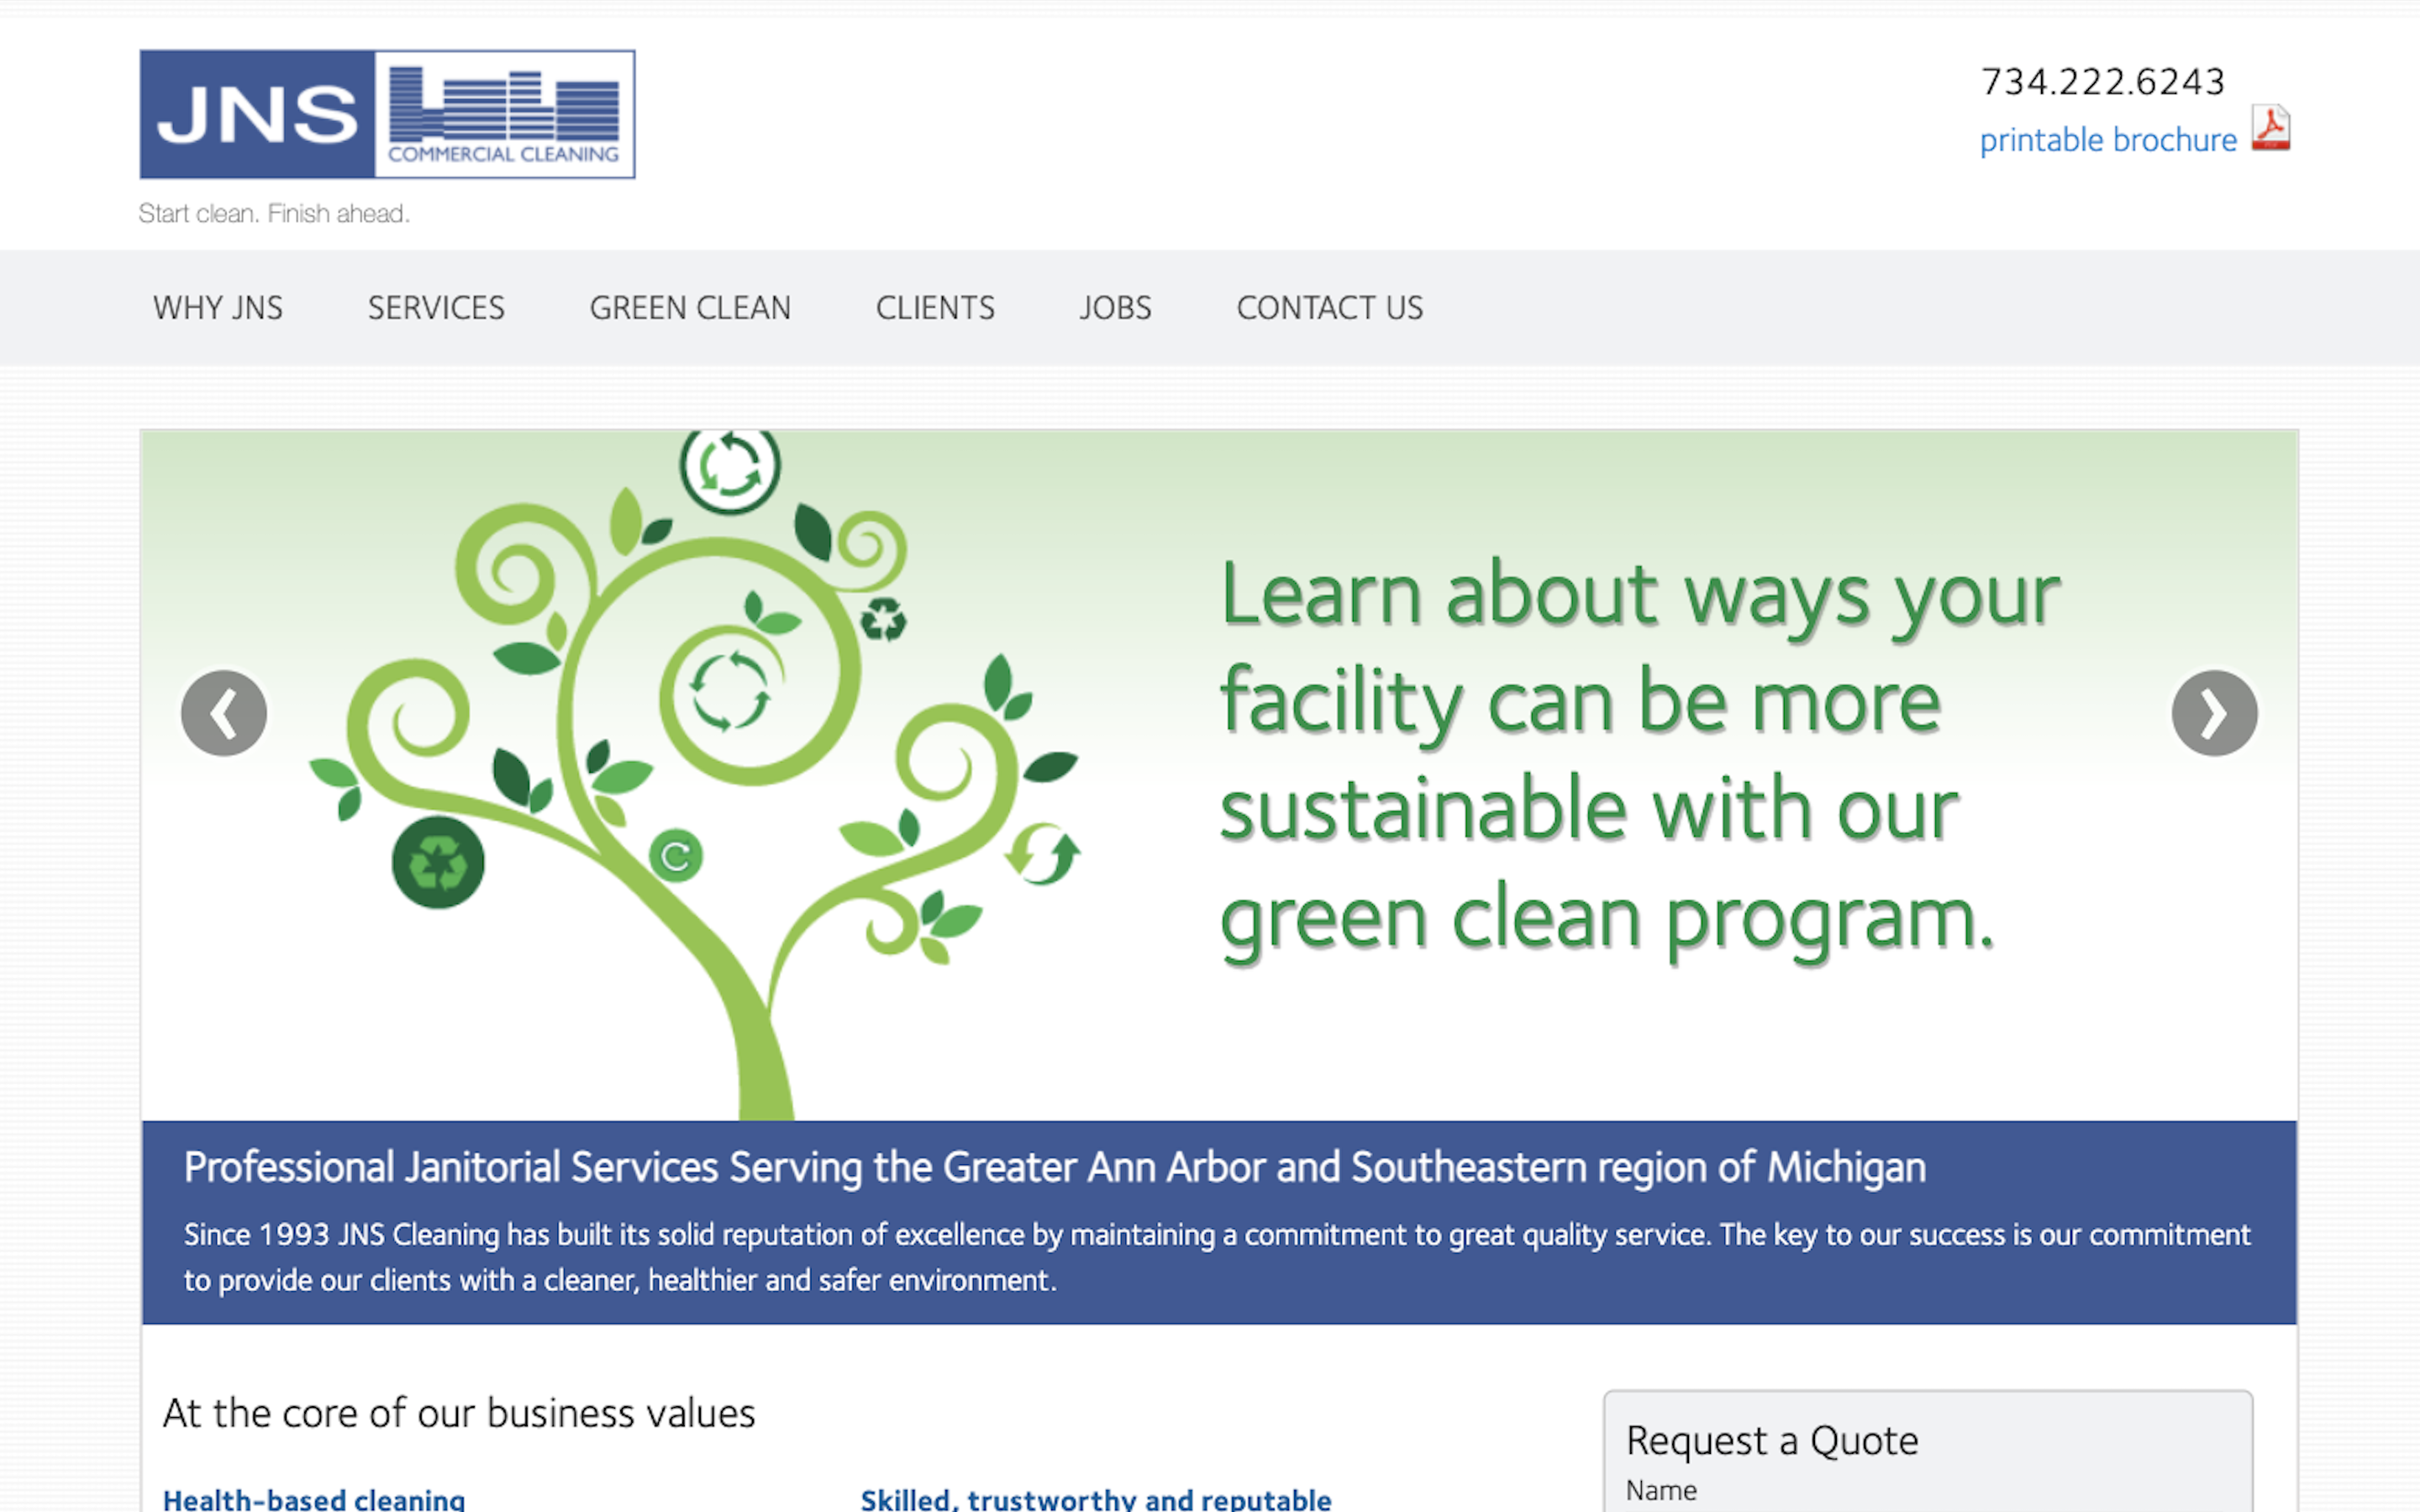 JNS
COMMERCIAL CLEANING
Start clean. Finish ahead.
734.222.6243
printable brochure
WHY JNS SERVICES GREEN CLEAN CLIENTS JOBS CONTACT US
Learn about ways your
facility can be more
sustainable with our
green clean program.
Professional Janitorial Services Serving the Greater Ann Arbor and Southeastern region of Michigan
Since 1993 JNS Cleaning has built its solid reputation of excellence by maintaining a commitment to great quality service. The key to our success is our commitment
to provide our clients with a cleaner, healthier and safer environment.
At the core of our business values
Health-based cleaning
Skilled, trustworthy and reputable
Request a Quote
Name